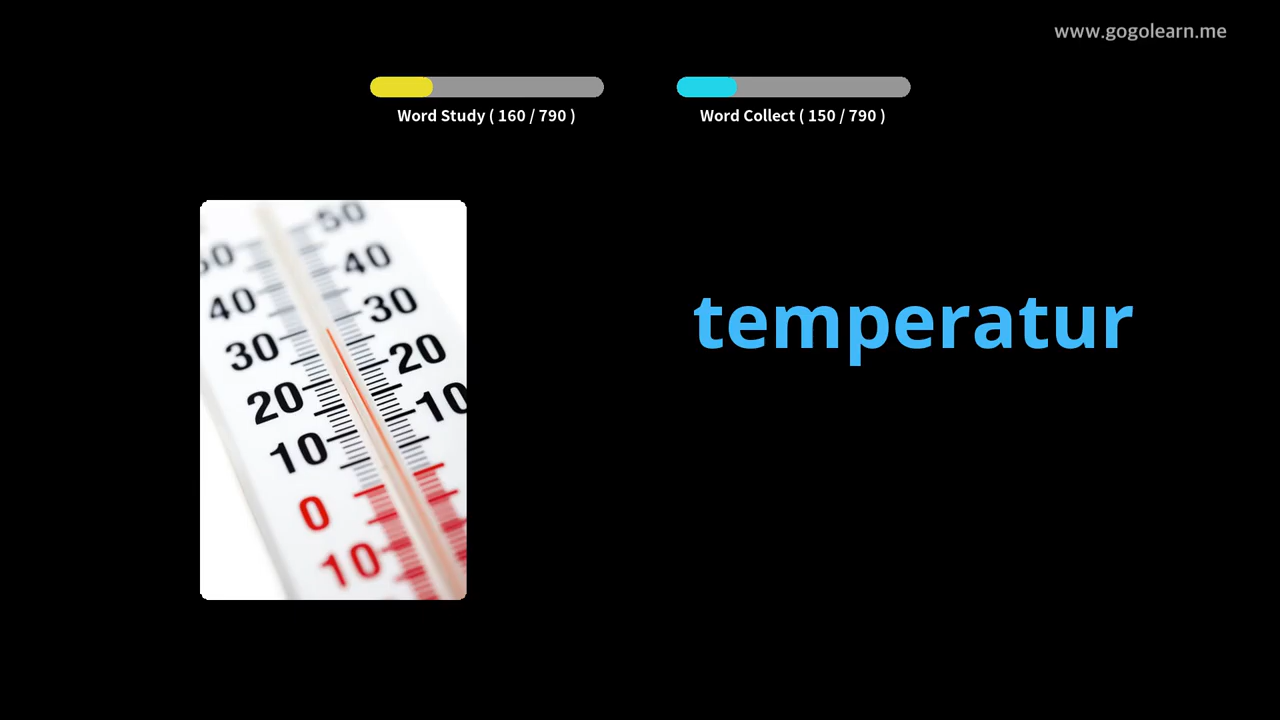 www.gogolearn.me
Word Study ( 160 / 790 )
Word Collect ( 150 / 790 )
temperatur
50
50 40
40 30
30 20
20 10
10
0
10